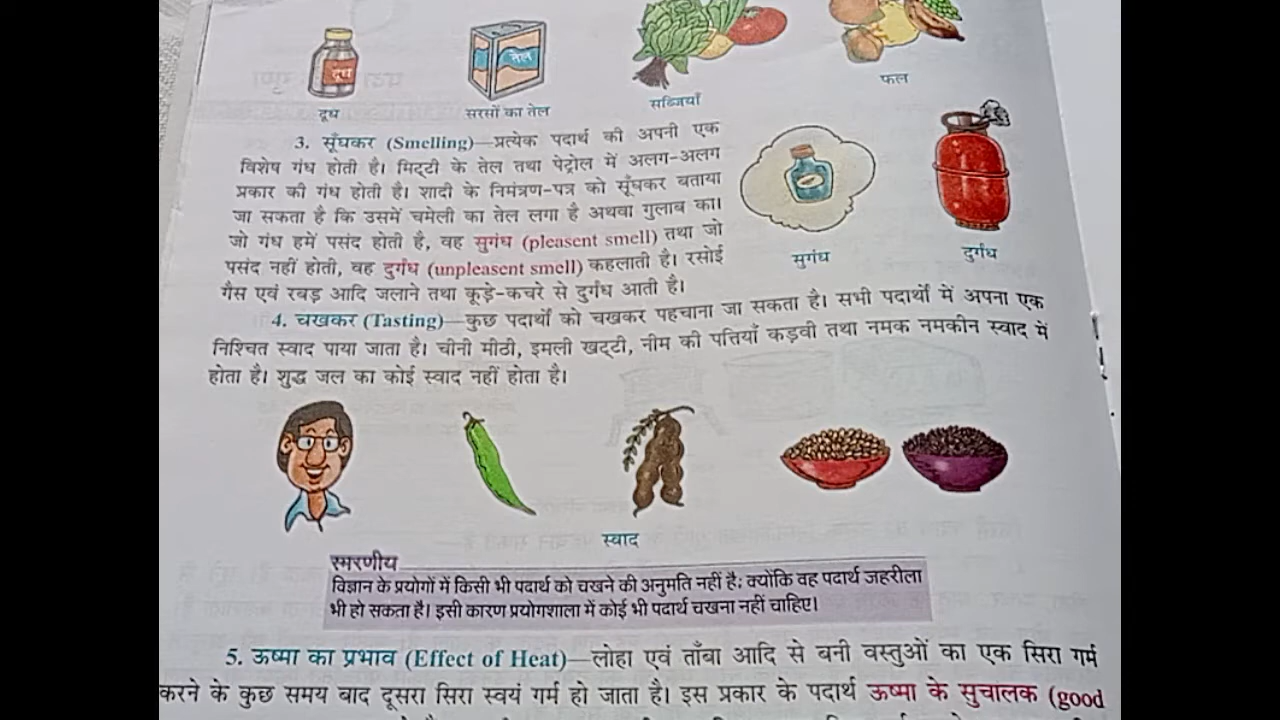 दूध
तेल
दूध
सरसों का तेल
सब्जियाँ
फल
3. सूँघकर (Smelling)—प्रत्येक पदार्थ की अपनी एक
विशेष गंध होती है। मिट्टी के तेल तथा पेट्रोल में अलग-अलग
प्रकार की गंध होती है। शादी के निमंत्रण-पत्र को सूँघकर बताया
जा सकता है कि उसमें चमेली का तेल लगा है अथवा गुलाब का।
जो गंध हमें पसंद होती है, वह सुगंध (pleasent smell) तथा जो
पसंद नहीं होती, वह दुर्गंध (unpleasent smell) कहलाती है। रसोई
गैस एवं रबड़ आदि जलाने तथा कूड़े-कचरे से दुर्गंध आती है।
सुगंध
दुर्गंध
4. चखकर (Tasting)—कुछ पदार्थों को चखकर पहचाना जा सकता है। सभी पदार्थों में अपना एक
निश्चित स्वाद पाया जाता है। चीनी मीठी, इमली खट्टी, नीम की पत्तियाँ कड़वी तथा नमक नमकीन स्वाद में
होता है। शुद्ध जल का कोई स्वाद नहीं होता है।
स्वाद
स्मरणीय
विज्ञान के प्रयोगों में किसी भी पदार्थ को चखने की अनुमति नहीं है; क्योंकि वह पदार्थ जहरीला
भी हो सकता है। इसी कारण प्रयोगशाला में कोई भी पदार्थ चखना नहीं चाहिए।
5. ऊष्मा का प्रभाव (Effect of Heat)—लोहा एवं ताँबा आदि से बनी वस्तुओं का एक सिरा गर्म
करने के कुछ समय बाद दूसरा सिरा स्वयं गर्म हो जाता है। इस प्रकार के पदार्थ ऊष्मा के सुचालक (good